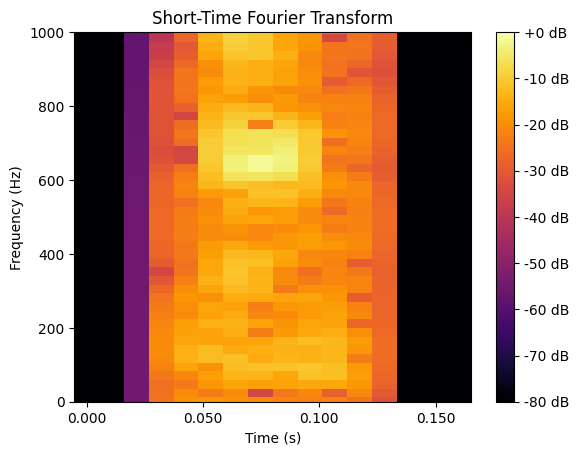 Short-Time Fourier Transform
1000
800
600
400
200
0
Frequency (Hz)
0.000
0.050
0.100
0.150
Time (s)
+0 dB
-10 dB
-20 dB
-30 dB
-40 dB
-50 dB
-60 dB
-70 dB
-80 dB